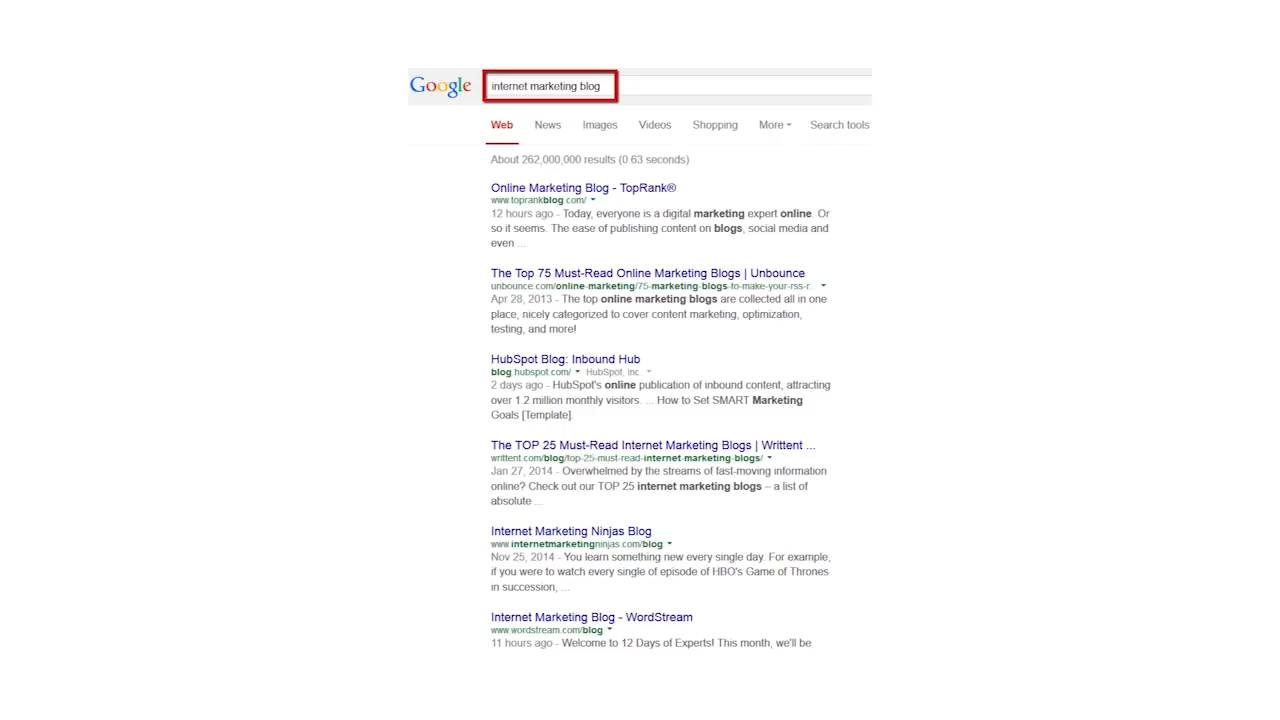 Google internet marketing blog
Web News Images Videos Shopping More Search tools
About 262,000,000 results (0.63 seconds)
Online Marketing Blog - TopRank®
www.toprankblog.com/
12 hours ago - Today, everyone is a digital marketing expert online. Or
so it seems. The ease of publishing content on blogs, social media and
even ...
The Top 75 Must-Read Online Marketing Blogs | Unbounce
unbounce.com/online-marketing/75-marketing-blogs-to-make-your-rss-r...
Apr 28, 2013 - The top online marketing blogs are collected all in one
place, nicely categorized to cover content marketing, optimization,
testing, and more!
HubSpot Blog: Inbound Hub
blog.hubspot.com/ HubSpot, Inc.
2 days ago - HubSpot's online publication of inbound content, attracting
over 1.2 million monthly visitors. ... How to Set SMART Marketing
Goals [Template].
The TOP 25 Must-Read Internet Marketing Blogs | Writtent ...
writtent.com/blog/top-25-must-read-internet-marketing-blogs/
Jan 27, 2014 - Overwhelmed by the streams of fast-moving information
online? Check out our TOP 25 internet marketing blogs – a list of
absolute ...
Internet Marketing Ninjas Blog
www.internetmarketingninjas.com/blog
Nov 25, 2014 - You learn something new every single day. For example,
if you were to watch every single of episode of HBO's Game of Thrones
in succession, ...
Internet Marketing Blog - WordStream
www.wordstream.com/blog
11 hours ago - Welcome to 12 Days of Experts! This month, we'll be